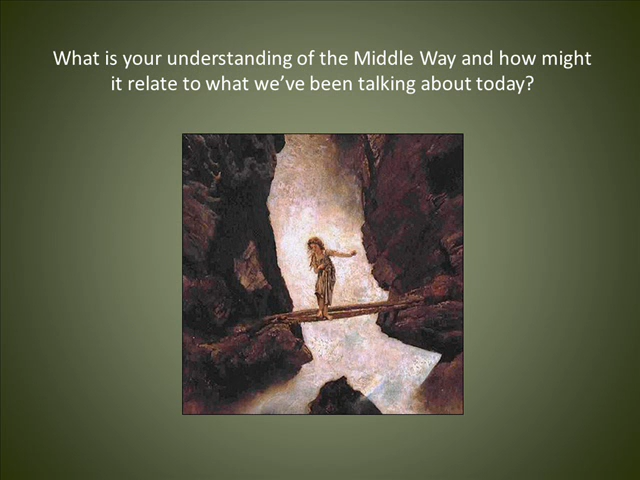 What is your understanding of the Middle Way and how might
it relate to what we’ve been talking about today?